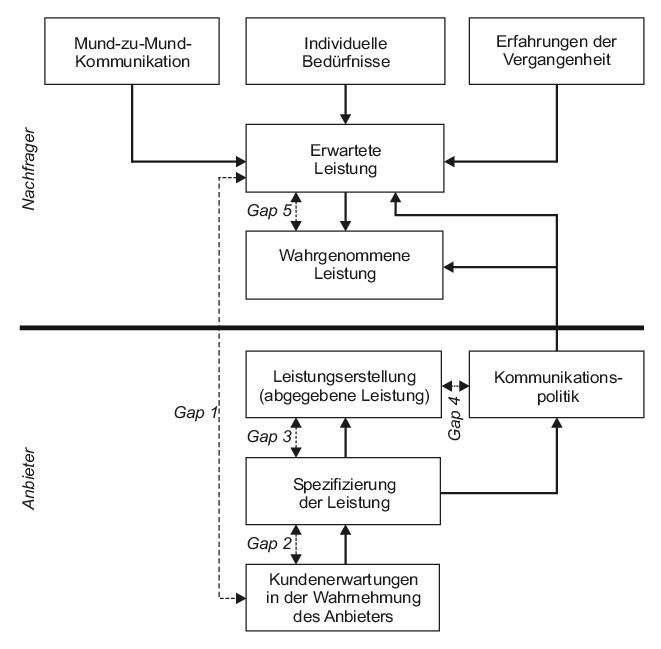 Mund-zu-Mund-
Kommunikation
Individuelle
Bedürfnisse
Erfahrungen der
Vergangenheit
Nachfrager
Erwartete
Leistung
Gap 5
Wahrgenommene
Leistung
Anbieter
Gap 1
Leistungserstellung
(abgegebene Leistung)
Gap 4
Kommunikations-
politik
Gap 3
Spezifizierung
der Leistung
Gap 2
Kundenerwartungen
in der Wahrnehmung
des Anbieters